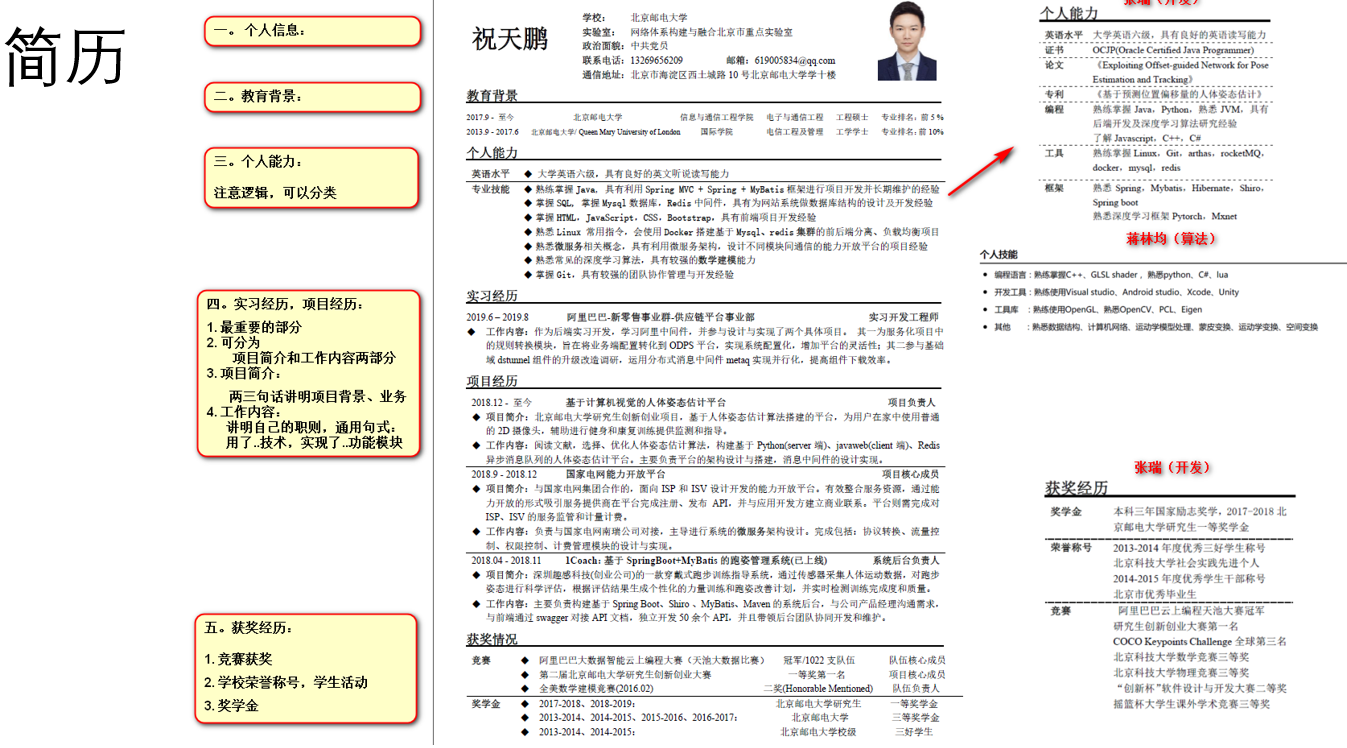 简历
一。个人信息：
二。教育背景：
三。个人能力：
注意逻辑，可以分类
四。实习经历，项目经历：
1. 最重要的部分
2. 可分为
项目简介和工作内容两部分
3. 项目简介：
两三句话讲明项目背景、业务
4. 工作内容：
讲明自己的职则，通用句式：
用了..技术，实现了..功能模块
五。获奖经历：
1. 竞赛获奖
2. 学校荣誉称号，学生活动
3. 奖学金
祝天鹏
学校： 北京邮电大学
实验室： 网络体系构建与融合北京市重点实验室
政治面貌：中共党员
联系电话：13269656209 邮箱：619005834@qq.com
通信地址：北京市海淀区西土城路 10 号北京邮电大学学十楼
教育背景
2017.9 - 至今 北京邮电大学 信息与通信工程学院 电子与通信工程 工程硕士 专业排名：前 5 %
2013.9 - 2017.6 北京邮电大学/ Queen Mary University of London 国际学院 电信工程及管理 工学学士 专业排名：前 10%
个人能力
英语水平 ◆ 大学英语六级，具有良好的英文听说读写能力
专业技能 ◆ 熟练掌握 Java，具有利用 Spring MVC + Spring + MyBatis 框架进行项目开发并长期维护的经验
◆ 掌握 SQL，掌握 Mysql 数据库，Redis 中间件，具有为网站系统做数据库结构的设计及开发经验
◆ 掌握 HTML，JavaScript，CSS，Bootstrap，具有前端项目开发经验
◆ 熟悉 Linux 常用指令，会使用 Docker 搭建基于 Mysql、redis 集群的前后端分离、负载均衡项目
◆ 熟悉微服务相关概念，具有利用微服务架构，设计不同模块间通信的能力开放平台的项目经验
◆ 熟悉常见的深度学习算法，具有较强的数学建模能力
◆ 掌握 Git，具有较强的团队协作管理与开发经验
实习经历
2019.6 – 2019.8 阿里巴巴-新零售事业群-供应链平台事业部 实习开发工程师
◆ 工作内容：作为后端实习开发，学习阿里中间件，并参与设计与实现了两个具体项目。 其一为服务化项目中
的规则转换模块，旨在将业务端配置转化到 ODPS 平台，实现系统配置化，增加平台的灵活性；其二参与基础
域 dstunnel 组件的升级改造调研，运用分布式消息中间件 metaq 实现并行化，提高组件下载效率。
项目经历
2018.12 - 至今 基于计算机视觉的人体姿态估计平台 项目负责人
◆ 项目简介：北京邮电大学研究生创新创业项目，基于人体姿态估计算法搭建的平台，为用户在家中使用普通
的 2D 摄像头，辅助进行健身和康复训练提供监测和指导。
◆ 工作内容：阅读文献，选择、优化人体姿态估计算法，构建基于 Python(server 端)、javaweb(client 端)、Redis
异步消息队列的人体姿态估计平台。主要负责平台的架构设计与搭建，消息中间件的设计实现。
2018.9 - 2018.12 国家电网能力开放平台 项目核心成员
◆ 项目简介：与国家电网集团合作的，面向 ISP 和 ISV 设计开发的能力开放平台。有效整合服务资源，通过能
力开放的形式吸引服务提供商在平台完成注册、发布 API，并与应用开发方建立商业联系。平台则需完成对
ISP、ISV 的服务监管和计量计费。
◆ 工作内容：负责与国家电网南瑞公司对接，主导进行系统的微服务架构设计。完成包括：协议转换、流量控
制、权限控制、计费管理模块的设计与实现。
2018.04 - 2018.11 1Coach: 基于 SpringBoot+MyBatis 的跑姿管理系统(已上线) 系统后台负责人
◆ 项目简介：深圳趣感科技(创业公司)的一款穿戴式跑步训练指导系统，通过传感器采集人体运动数据，对跑步
姿态进行科学评估，根据评估结果生成个性化的力量训练和跑姿改善计划，并实时检测训练完成度和质量。
◆ 工作内容：主要负责构建基于 Spring Boot、Shiro 、MyBatis、Maven 的系统后台，与公司产品经理沟通需求，
与前端通过 swagger 对接 API 文档，独立开发 50 余个 API，并且带领后台团队协同开发和维护。
获奖情况
竞赛 ◆ 阿里巴巴大数据智能云上编程大赛（天池大数据比赛） 冠军/1022 支队伍 队伍核心成员
◆ 第二届北京邮电大学研究生创新创业大赛 一等奖第一名 项目核心成员
◆ 全美数学建模竞赛(2016.02) 二奖(Honorable Mentioned) 队伍负责人
奖学金 ◆ 2017-2018、2018-2019： 北京邮电大学研究生 一等奖学金
◆ 2013-2014、2014-2015、2015-2016、2016-2017： 北京邮电大学 三等奖学金
◆ 2013-2014、2014-2015： 北京邮电大学校级 三好学生
张瑞（开发）
个人能力
英语水平 大学英语六级，具有良好的英语读写能力
证书 OCJP(Oracle Certified Java Programmer)
论文 《Exploiting Offset-guided Network for Pose
Estimation and Tracking》
专利 《基于预测位置偏移量的人体姿态估计》
编程 熟练掌握 Java，Python，熟悉 JVM，具有
后端开发及深度学习算法研究经验
了解 Javascript，C++，C#
工具 熟练掌握 Linux，Git，arthas，rocketMQ，
docker，mysql，redis
框架 熟悉 Spring，Mybatis，Hibernate，Shiro，
Spring boot
熟悉深度学习框架 Pytorch，Mxnet
蒋林均（算法）
个人技能
● 编程语言：熟练掌握C++、GLSL shader ，熟悉python、C#、lua
● 开发工具：熟练使用Visual studio、Android studio、Xcode、Unity
● 工具库 ：熟练使用OpenGL、熟悉OpenCV、PCL、Eigen
● 其他 ：熟悉数据结构、计算机网络、运动学模型处理、蒙皮变换、运动学变换、空间变换
张瑞（开发）
获奖经历
奖学金 本科三年国家励志奖学，2017-2018 北
京邮电大学研究生一等奖学金
荣誉称号 2013-2014 年度优秀三好学生称号
北京科技大学社会实践先进个人
2014-2015 年度优秀学生干部称号
北京市优秀毕业生
竞赛 阿里巴巴云上编程天池大赛冠军
研究生创新创业大赛第一名
COCO Keypoints Challenge 全球第三名
北京科技大学数学竞赛三等奖
北京科技大学物理竞赛三等奖
“创新杯”软件设计与开发大赛二等奖
摇篮杯大学生课外学术竞赛三等奖